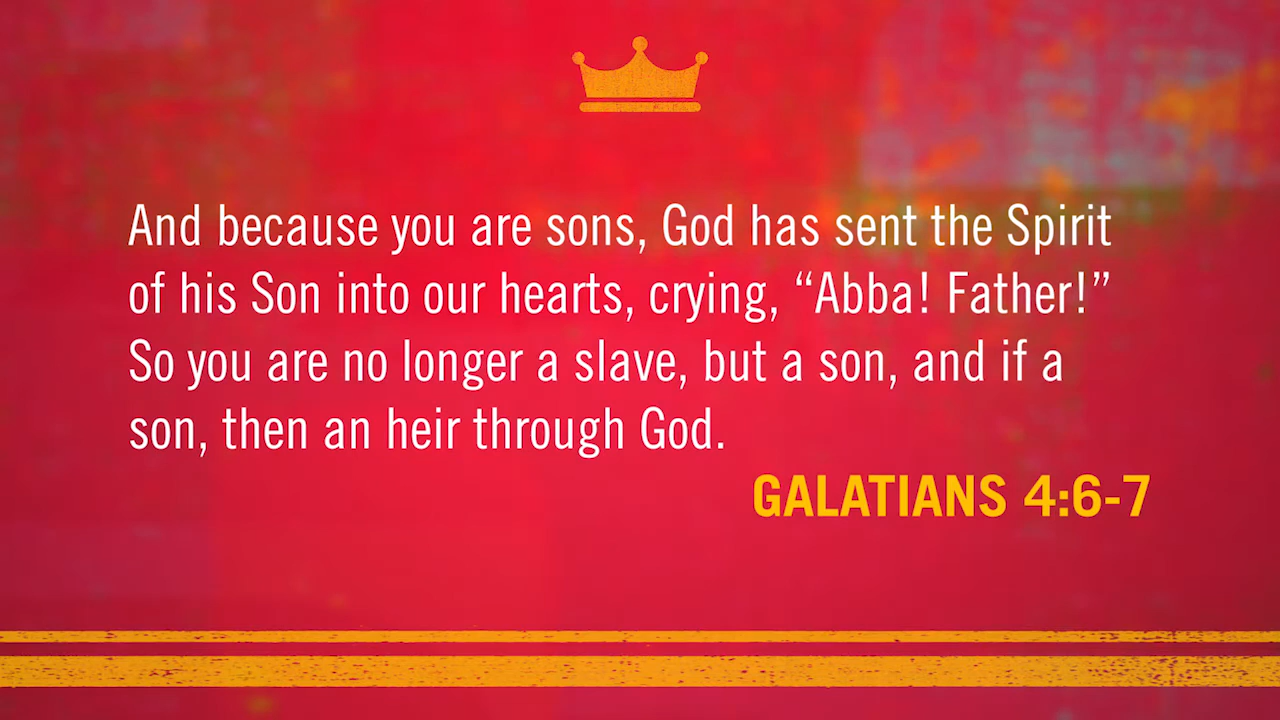 And because you are sons, God has sent the Spirit
of his Son into our hearts, crying, “Abba! Father!”
So you are no longer a slave, but a son, and if a
son, then an heir through God.
GALATIANS 4:6-7